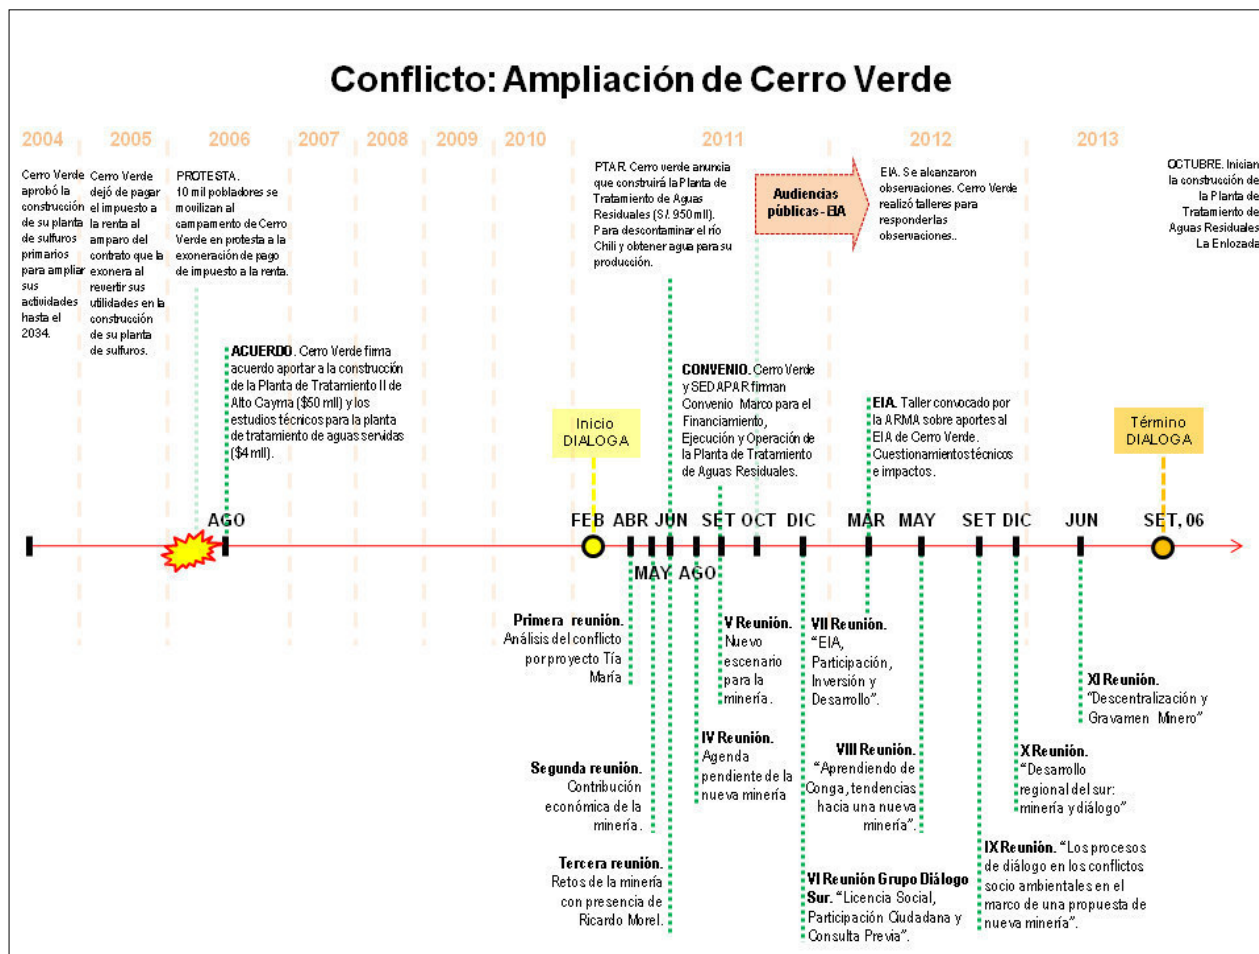 Conflicto: Ampliación de Cerro Verde
2004
2005
2006
2007
2008
2009
2010
2011
2012
2013
Cerro Verde
aprobó la
construcción
de su planta
de sulfuros
primarios
para ampliar
sus
actividades
hasta el
2034.
Cerro Verde
dejó de pagar
el impuesto a
la renta al
amparo del
contrato que la
exonera al
revertir sus
utilidades en la
construcción
de su planta
de sulfuros.
PROTESTA.
10 mil pobladores se
movilizan al
campamento de Cerro
Verde en protesta a la
exoneración de pago
de impuesto a la renta.
PTAR. Cerro verde anuncia
que construirá la Planta de
Tratamiento de Aguas
Residuales (S/. 950 mill).
Para descontaminar el río
Chili y obtener agua para su
producción.
Audiencias
públicas - EIA
EIA. Se alcanzaron
observaciones. Cerro Verde
realizó talleres para
responder las
observaciones..
OCTUBRE. Inician
la construcción de
la Planta de
Tratamiento de
Aguas Residuales
La Enlozada
ACUERDO. Cerro Verde firma
acuerdo aportar a la construcción
de la Planta de Tratamiento II de
Alto Cayma ($50 mll) y los
estudios técnicos para la planta
de tratamiento de aguas servidas
($4 mll).
Inicio
DIALOGA
CONVENIO. Cerro Verde
y SEDAPAR firman
Convenio Marco para el
Financiamiento,
Ejecución y Operación de
la Planta de Tratamiento
de Aguas Residuales.
EIA. Taller convocado por
la ARMA sobre aportes al
EIA de Cerro Verde.
Cuestionamientos técnicos
e impactos.
Término
DIALOGA
AGO
FEB
ABR
JUN
SET
OCT
DIC
MAR
MAY
SET
DIC
JUN
SET, 06
MAY
AGO
Primera reunión.
Análisis del conflicto
por proyecto Tía
María
Segunda reunión.
Contribución
económica de la
minería.
Tercera reunión.
Retos de la minería
con presencia de
Ricardo Morel.
IV Reunión.
Agenda
pendiente de la
nueva minería
V Reunión.
Nuevo
escenario
para la
minería.
VI Reunión Grupo Diálogo
Sur. “Licencia Social,
Participación Ciudadana y
Consulta Previa”.
VII Reunión.
“EIA,
Participación,
Inversión y
Desarrollo”.
VIII Reunión.
“Aprendiendo de
Conga, tendencias
hacia una nueva
minería”.
IX Reunión. “Los procesos
de diálogo en los conflictos
socio ambientales en el
marco de una propuesta de
nueva minería”.
X Reunión.
“Desarrollo
regional del sur:
minería y diálogo”
XI Reunión.
“Descentralización y
Gravamen Minero”